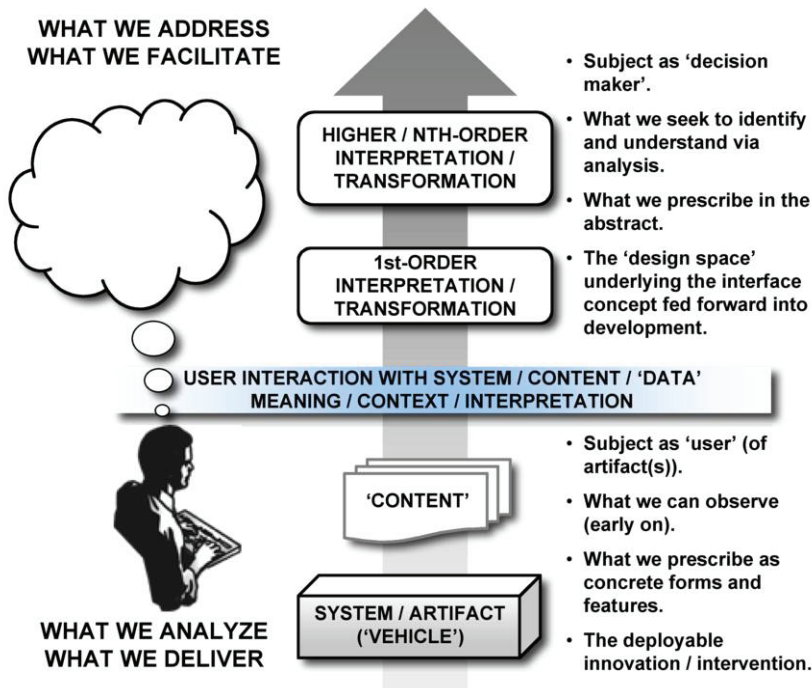 WHAT WE ADDRESS
WHAT WE FACILITATE
HIGHER / NTH-ORDER
INTERPRETATION /
TRANSFORMATION
1st-ORDER
INTERPRETATION /
TRANSFORMATION
• Subject as ‘decision
maker’.
• What we seek to identify
and understand via
analysis.
• What we prescribe in the
abstract.
• The ‘design space’
underlying the interface
concept fed forward into
development.
USER INTERACTION WITH SYSTEM / CONTENT / ‘DATA’
MEANING / CONTEXT / INTERPRETATION
‘CONTENT’
SYSTEM / ARTIFACT
(‘VEHICLE’)
• Subject as ‘user’ (of
artifact(s)).
• What we can observe
(early on).
• What we prescribe as
concrete forms and
features.
• The deployable
innovation / intervention.
WHAT WE ANALYZE
WHAT WE DELIVER